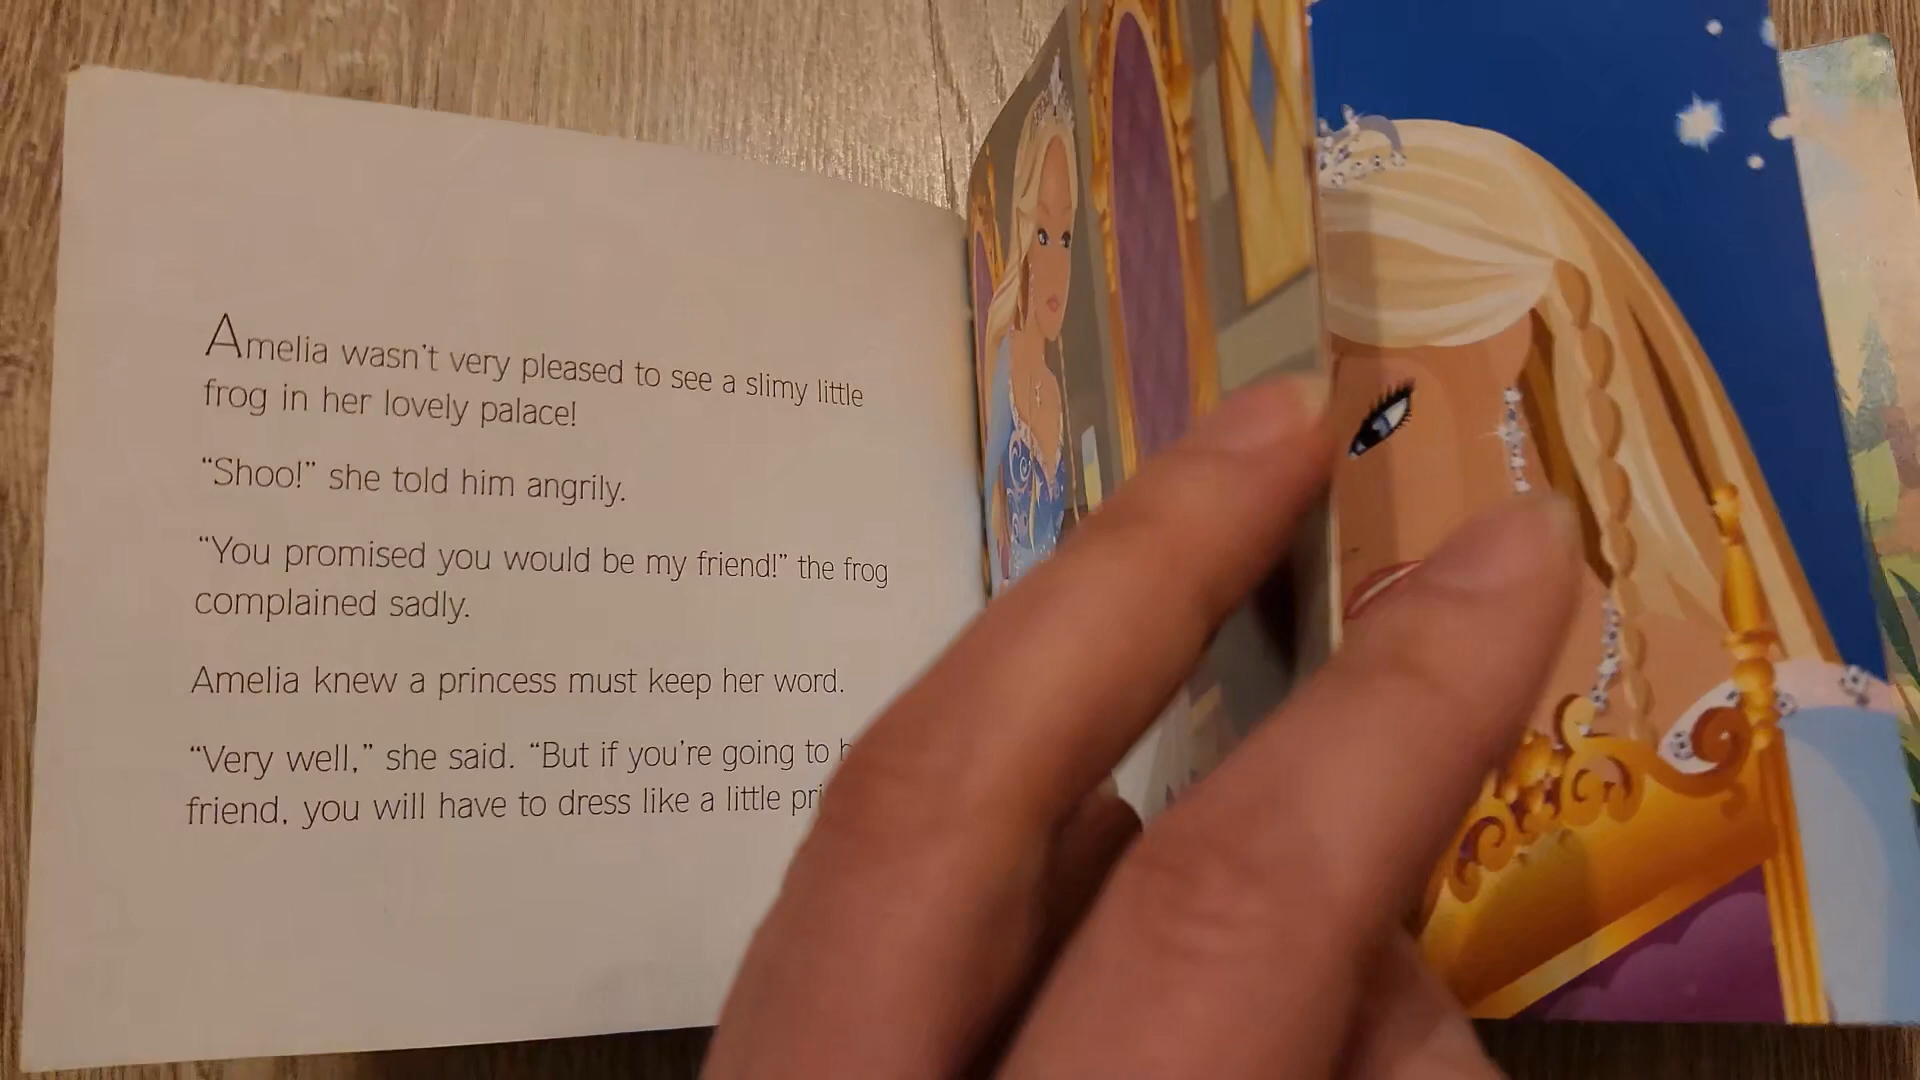 Amelia wasn't very pleased to see a slimy little
frog in her lovely palace!
“Shoo!” she told him angrily.
“You promised you would be my friend!” the frog
complained sadly.
Amelia knew a princess must keep her word.
“Very well,” she said. “But if you're going to
friend, you will have to dress like a little